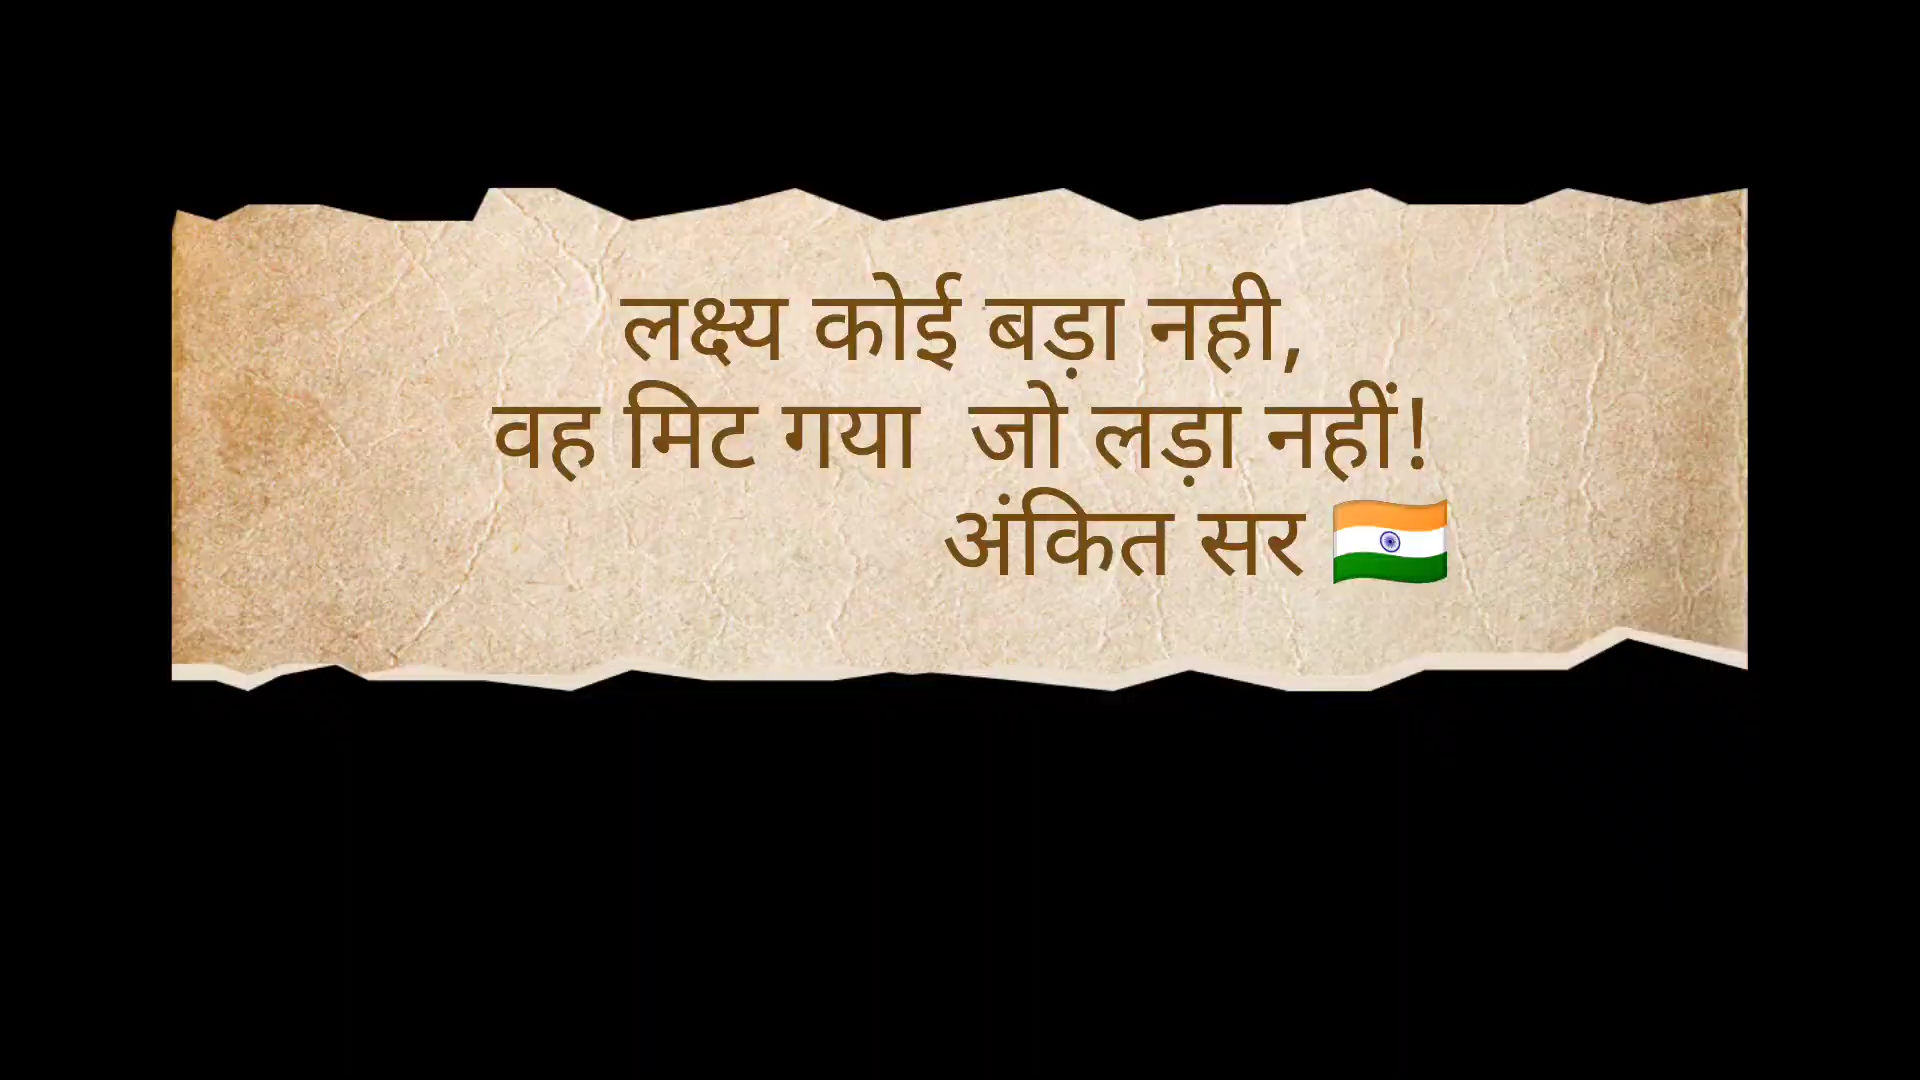 लक्ष्य कोई बड़ा नही,
वह मिट गया  जो लड़ा नहीं!
अंकित सर 🇮🇳